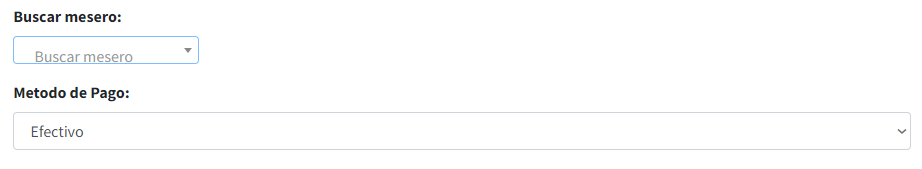 Buscar mesero:
Buscar mesero
Metodo de Pago:
Efectivo